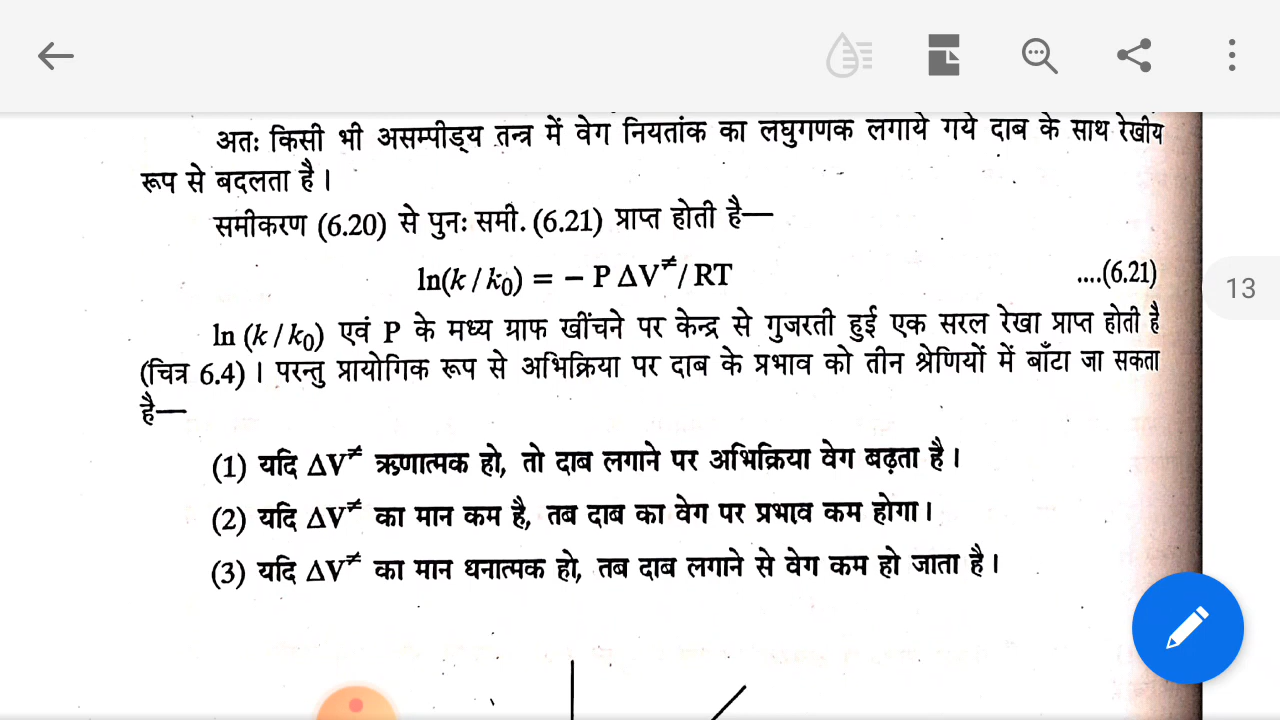 अतः किसी भी असम्पीड्य तन्त्र में वेग नियतांक का लघुगणक लगाये गये दाब के साथ रेखीय
रूप से बदलता है।
समीकरण (6.20) से पुनः समी. (6.21) प्राप्त होती है—
ln(k / k₀) = − P ΔV≠ / RT ....(6.21)
13
ln (k / k₀) एवं P के मध्य ग्राफ खींचने पर केन्द्र से गुजरती हुई एक सरल रेखा प्राप्त होती है
(चित्र 6.4)। परन्तु प्रायोगिक रूप से अभिक्रिया पर दाब के प्रभाव को तीन श्रेणियों में बाँटा जा सकता
है—
(1) यदि ΔV≠ ऋणात्मक हो, तो दाब लगाने पर अभिक्रिया वेग बढ़ता है।
(2) यदि ΔV≠ का मान कम है, तब दाब का वेग पर प्रभाव कम होगा।
(3) यदि ΔV≠ का मान धनात्मक हो, तब दाब लगाने से वेग कम हो जाता है।